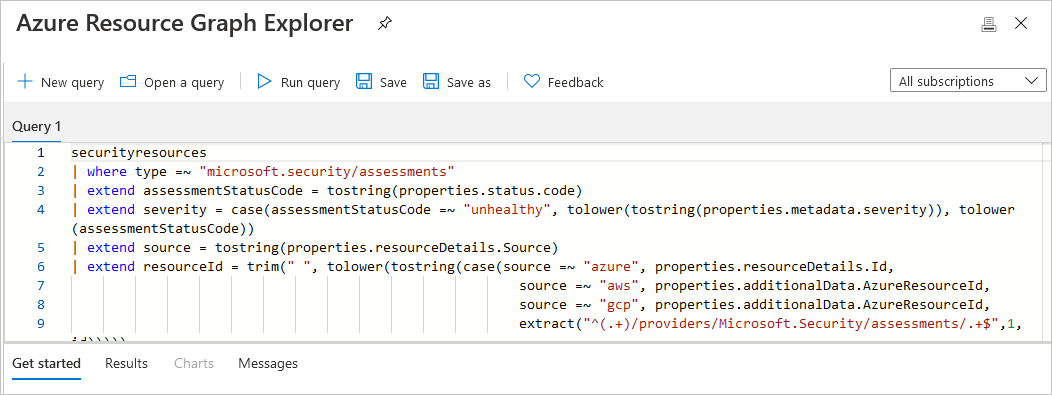 Azure Resource Graph Explorer
New query Open a query Run query Save Save as Feedback All subscriptions
Query 1
1 securityresources
2 | where type =~ "microsoft.security/assessments"
3 | extend assessmentStatusCode = tostring(properties.status.code)
4 | extend severity = case(assessmentStatusCode =~ "unhealthy", tolower(tostring(properties.metadata.severity)), tolower
(assessmentStatusCode))
5 | extend source = tostring(properties.resourceDetails.Source)
6 | extend resourceId = trim(" ", tolower(tostring(case(source =~ "azure", properties.resourceDetails.Id,
7 source =~ "aws", properties.additionalData.AzureResourceId,
8 source =~ "gcp", properties.additionalData.AzureResourceId,
9 extract("^(.+)/providers/Microsoft.Security/assessments/.+$",1,
id)))))
Get started Results Charts Messages